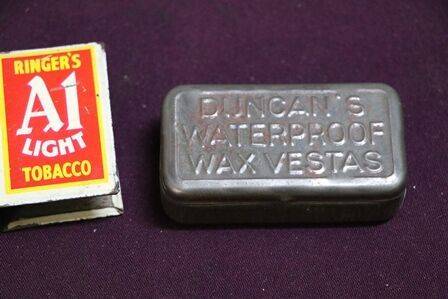 RINGER'S
A1
LIGHT
TOBACCO
DUNCAN'S
WATERPROOF
WAX VESTAS